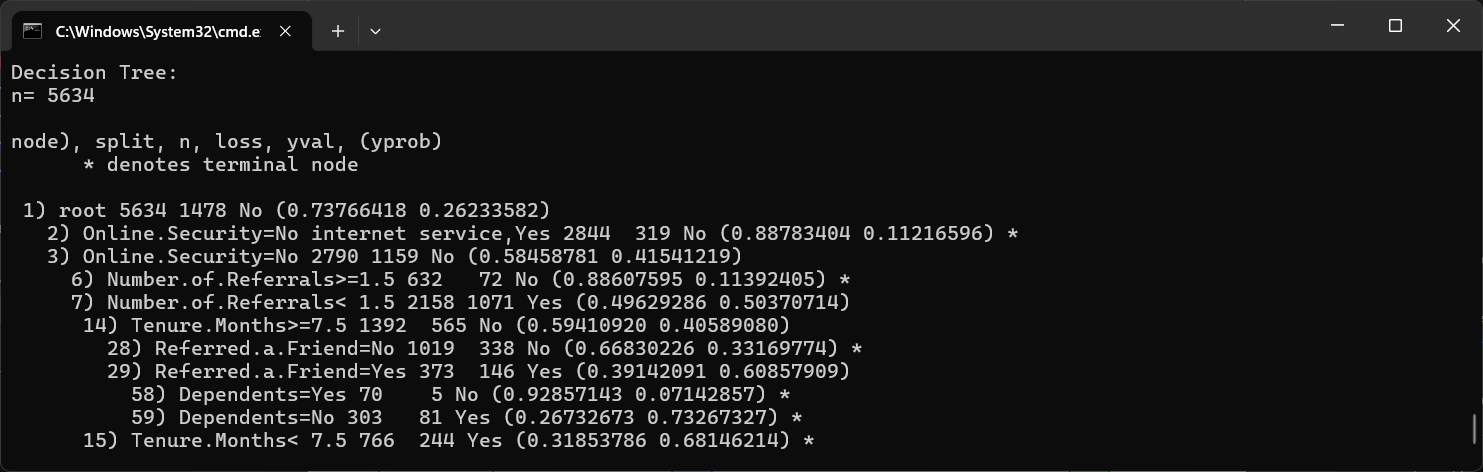 C:\Windows\System32\cmd.e
Decision Tree:
n= 5634
node), split, n, loss, yval, (yprob)
      * denotes terminal node
 1) root 5634 1478 No (0.73766418 0.26233582)
   2) Online.Security=No internet service,Yes 2844  319 No (0.88783404 0.11216596) *
   3) Online.Security=No 2790 1159 No (0.58458781 0.41541219)
     6) Number.of.Referrals>=1.5 632   72 No (0.88607595 0.11392405) *
     7) Number.of.Referrals< 1.5 2158 1071 Yes (0.49629286 0.50370714)
      14) Tenure.Months>=7.5 1392  565 No (0.59410920 0.40589080)
        28) Referred.a.Friend=No 1019  338 No (0.66830226 0.33169774) *
        29) Referred.a.Friend=Yes 373  146 Yes (0.39142091 0.60857909)
          58) Dependents=Yes 70    5 No (0.92857143 0.07142857) *
          59) Dependents=No 303   81 Yes (0.26732673 0.73267327) *
      15) Tenure.Months< 7.5 766  244 Yes (0.31853786 0.68146214) *